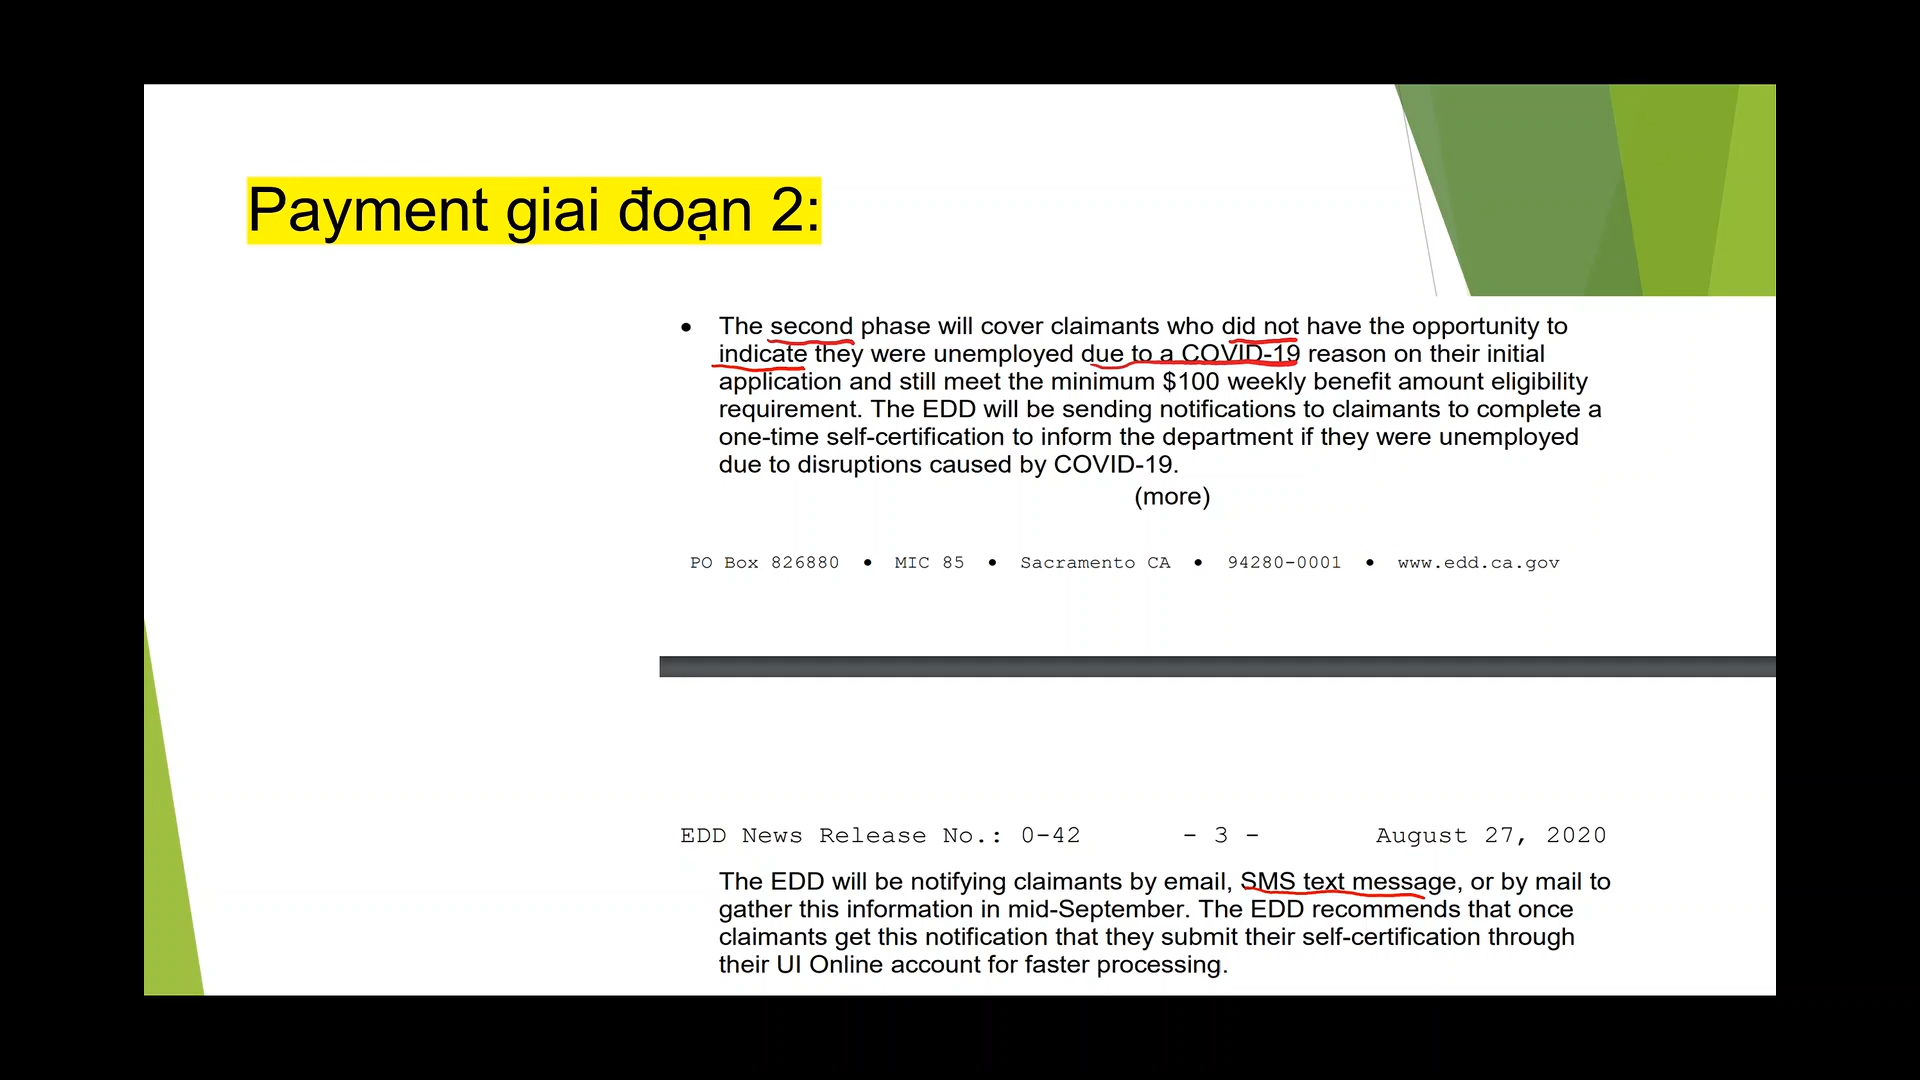 Payment giai đoạn 2:
• The second phase will cover claimants who did not have the opportunity to
indicate they were unemployed due to a COVID-19 reason on their initial
application and still meet the minimum $100 weekly benefit amount eligibility
requirement. The EDD will be sending notifications to claimants to complete a
one-time self-certification to inform the department if they were unemployed
due to disruptions caused by COVID-19.
(more)
PO Box 826880 • MIC 85 • Sacramento CA • 94280-0001 • www.edd.ca.gov
EDD News Release No.: 0-42 - 3 - August 27, 2020
The EDD will be notifying claimants by email, SMS text message, or by mail to
gather this information in mid-September. The EDD recommends that once
claimants get this notification that they submit their self-certification through
their UI Online account for faster processing.